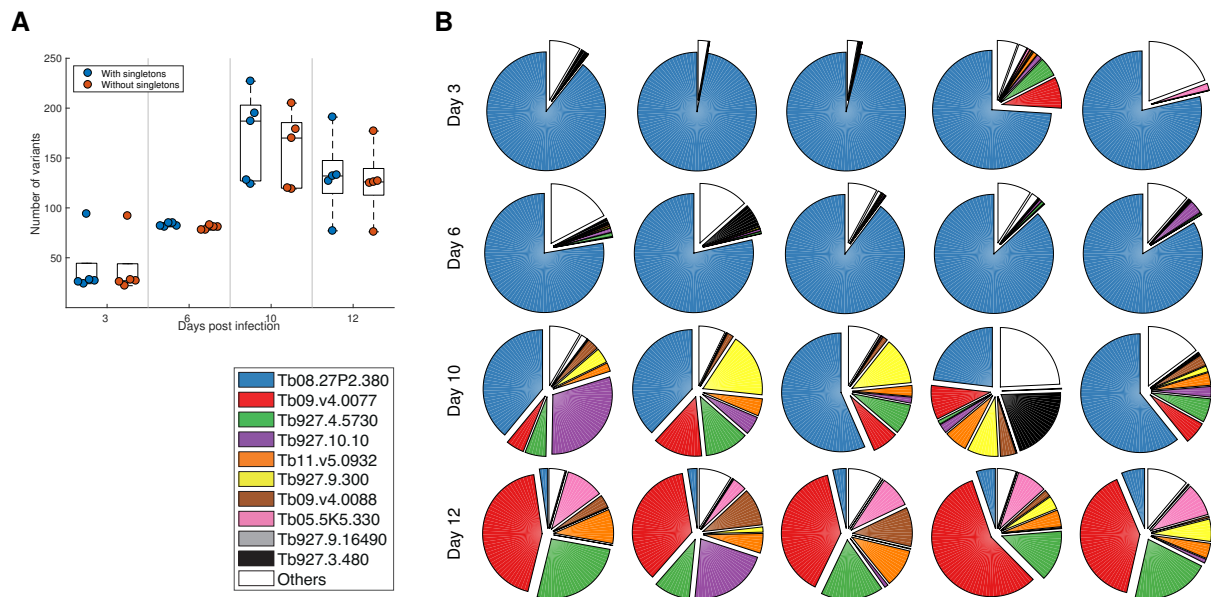 A
Number of variants
250
200
150
100
50
With singletons
Without singletons
3
6
10
12
Days post infection
Tb08.27P2.380
Tb09.v4.0077
Tb927.4.5730
Tb927.10.10
Tb11.v5.0932
Tb927.9.300
Tb09.v4.0088
Tb05.5K5.330
Tb927.9.16490
Tb927.3.480
Others
B
Day 3
Day 6
Day 10
Day 12